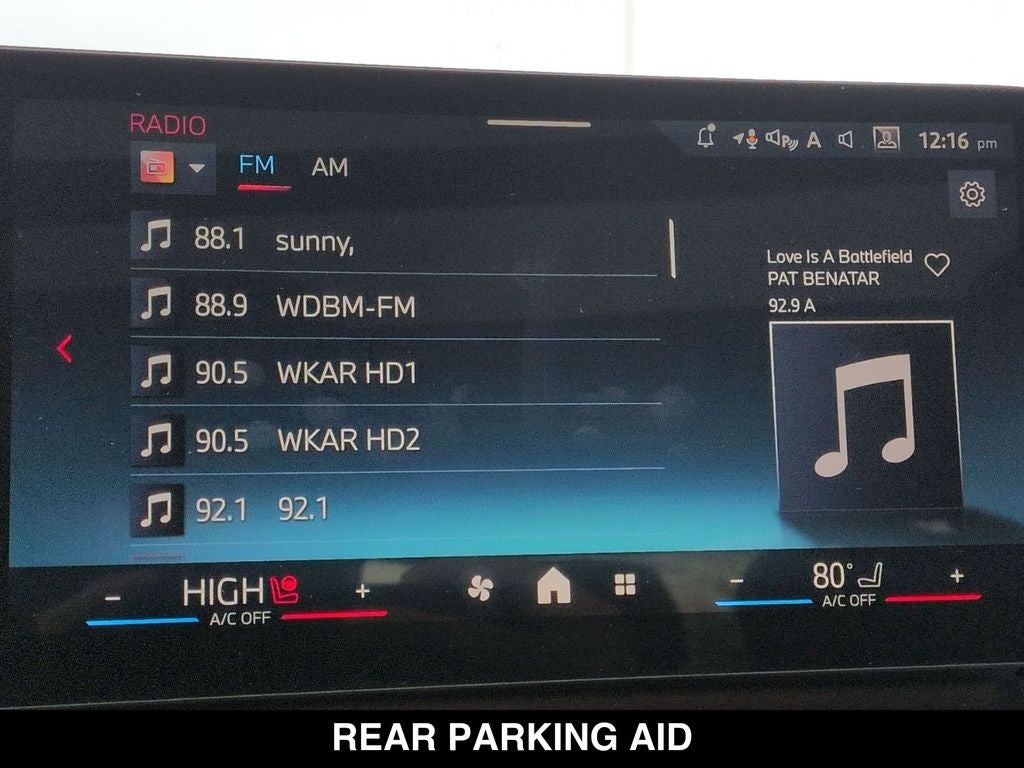 RADIO
FM AM
12:16 pm
A
88.1 sunny,
88.9 WDBM-FM
90.5 WKAR HD1
90.5 WKAR HD2
92.1 92.1
Love Is A Battlefield
PAT BENATAR
92.9 A
- HIGH +
A/C OFF
- 80° +
A/C OFF
REAR PARKING AID